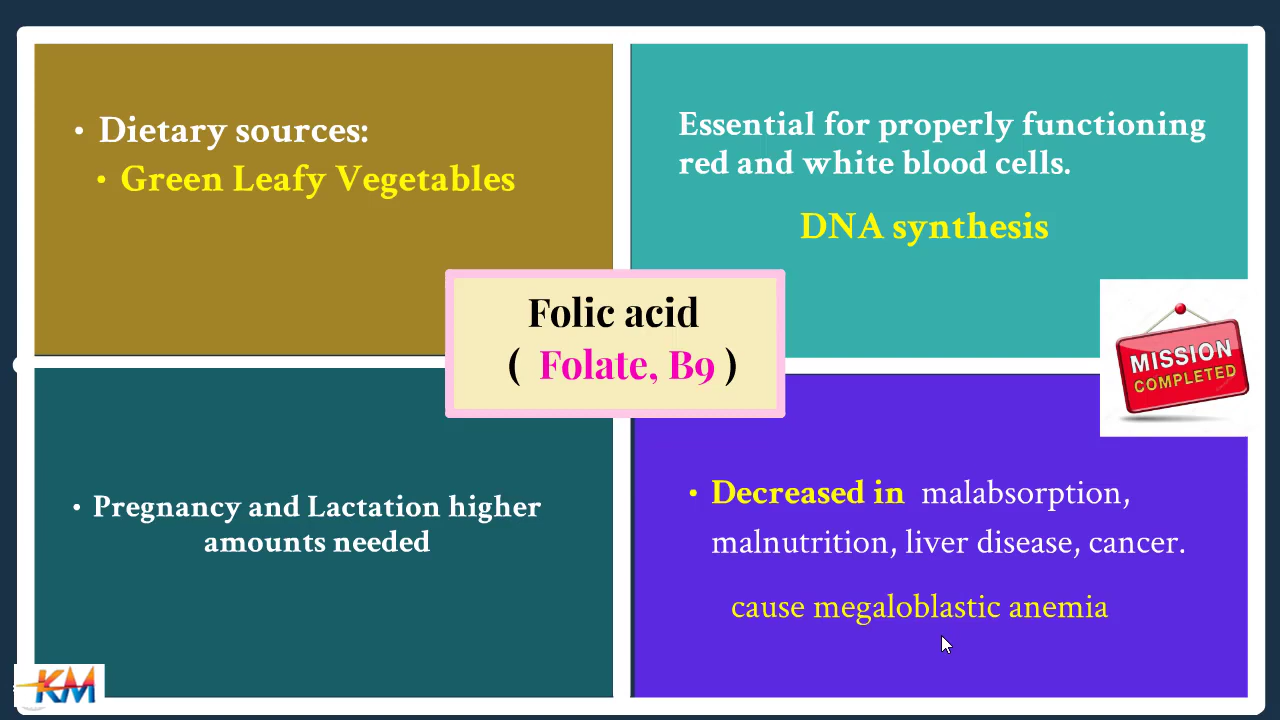 • Dietary sources:
• Green Leafy Vegetables
Essential for properly functioning
red and white blood cells.
DNA synthesis
Folic acid
( Folate, B9 )
MISSION
COMPLETED
• Pregnancy and Lactation higher
amounts needed
• Decreased in malabsorption,
malnutrition, liver disease, cancer.
cause megaloblastic anemia
KM